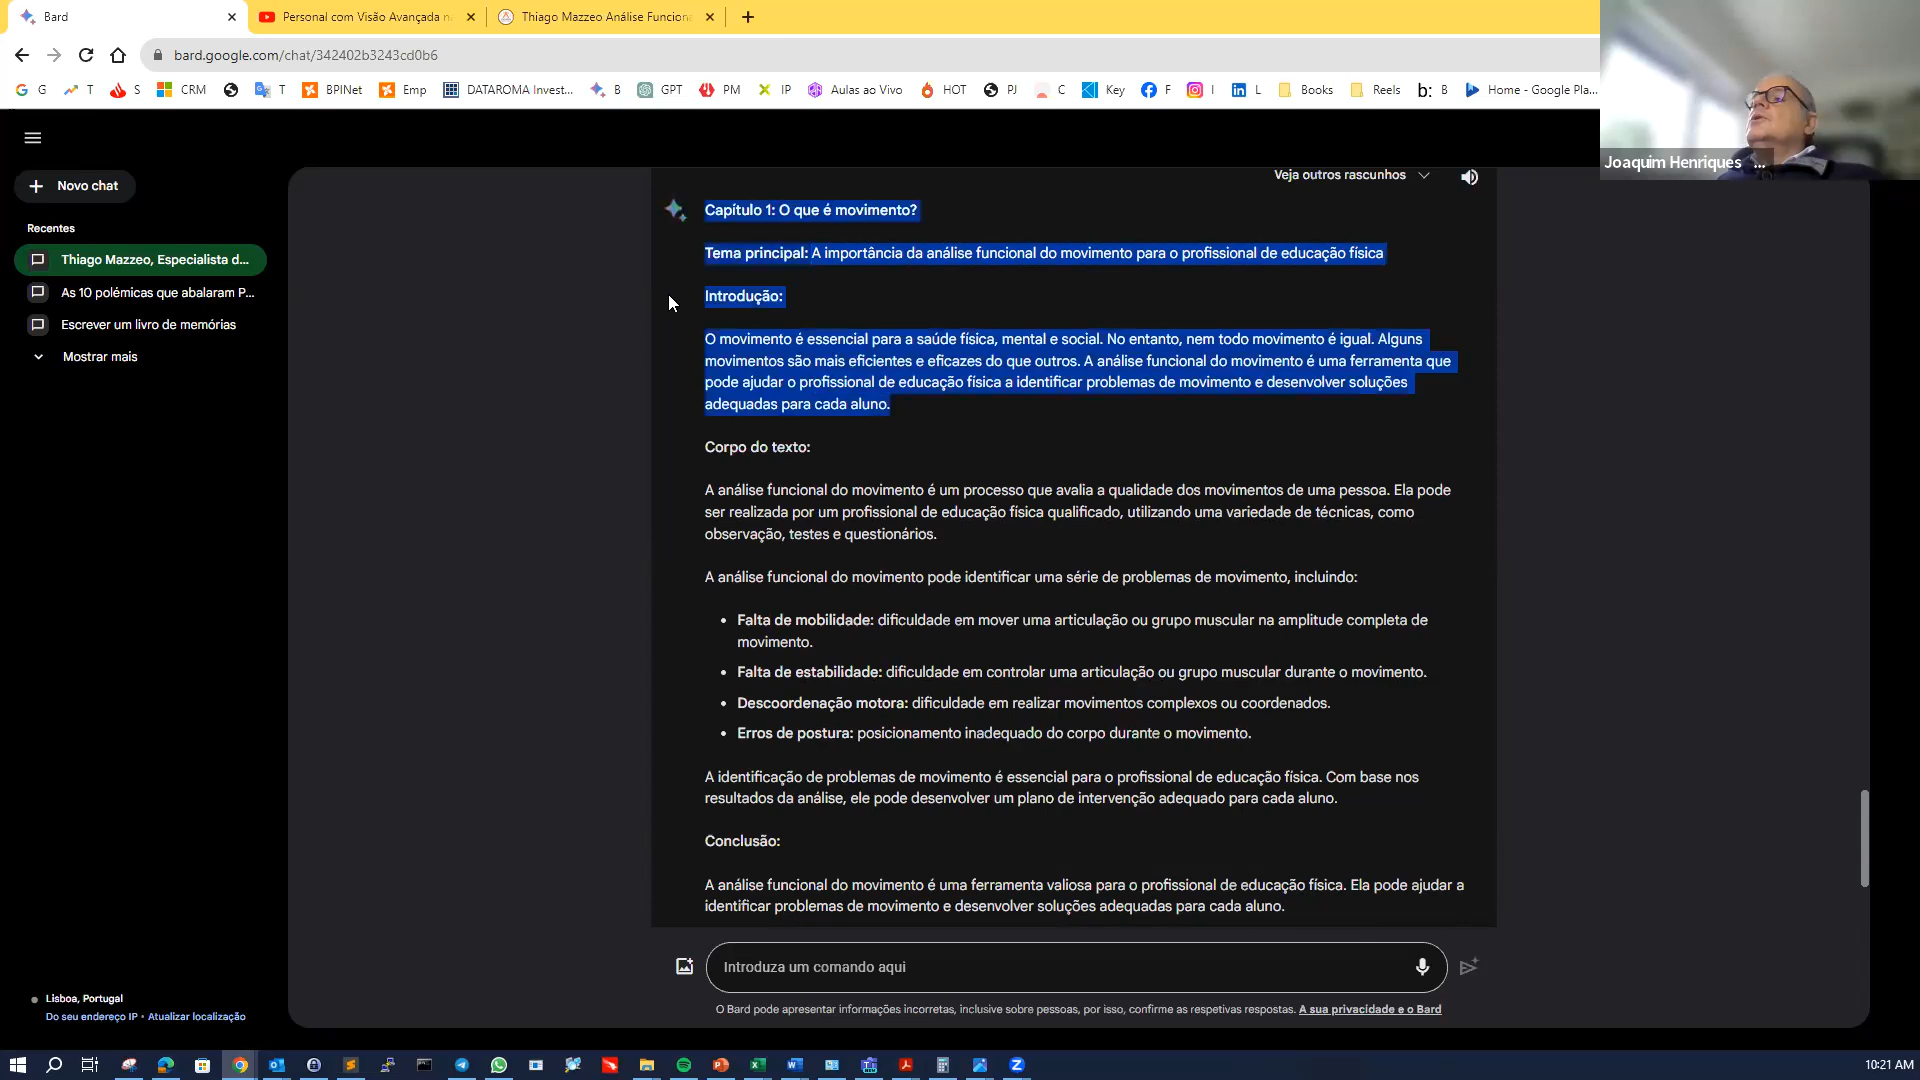 Bard
Personal com Visão Avançada n
Thiago Mazzeo Análise Funciona
bard.google.com/chat/342402b3243cd0b6
G
T
S
CRM
T
BPINet
Emp
DATAROMA Invest...
B
GPT
PM
IP
Aulas ao Vivo
HOT
PJ
C
Key
F
I
L
Books
Reels
B
Home - Google Pla...
Joaquim Henriques ...
Novo chat
Recentes
Thiago Mazzeo, Especialista d...
As 10 polémicas que abalaram P...
Escrever um livro de memórias
Mostrar mais
Veja outros rascunhos
Capítulo 1: O que é movimento?
Tema principal: A importância da análise funcional do movimento para o profissional de educação física
Introdução:
O movimento é essencial para a saúde física, mental e social. No entanto, nem todo movimento é igual. Alguns
movimentos são mais eficientes e eficazes do que outros. A análise funcional do movimento é uma ferramenta que
pode ajudar o profissional de educação física a identificar problemas de movimento e desenvolver soluções
adequadas para cada aluno.
Corpo do texto:
A análise funcional do movimento é um processo que avalia a qualidade dos movimentos de uma pessoa. Ela pode
ser realizada por um profissional de educação física qualificado, utilizando uma variedade de técnicas, como
observação, testes e questionários.
A análise funcional do movimento pode identificar uma série de problemas de movimento, incluindo:
• Falta de mobilidade: dificuldade em mover uma articulação ou grupo muscular na amplitude completa de
movimento.
• Falta de estabilidade: dificuldade em controlar uma articulação ou grupo muscular durante o movimento.
• Descoordenação motora: dificuldade em realizar movimentos complexos ou coordenados.
• Erros de postura: posicionamento inadequado do corpo durante o movimento.
A identificação de problemas de movimento é essencial para o profissional de educação física. Com base nos
resultados da análise, ele pode desenvolver um plano de intervenção adequado para cada aluno.
Conclusão:
A análise funcional do movimento é uma ferramenta valiosa para o profissional de educação física. Ela pode ajudar a
identificar problemas de movimento e desenvolver soluções adequadas para cada aluno.
Introduza um comando aqui
O Bard pode apresentar informações incorretas, inclusive sobre pessoas, por isso, confirme as respetivas respostas. A sua privacidade e o Bard
Lisboa, Portugal
Do seu endereço IP • Atualizar localização
10:21 AM